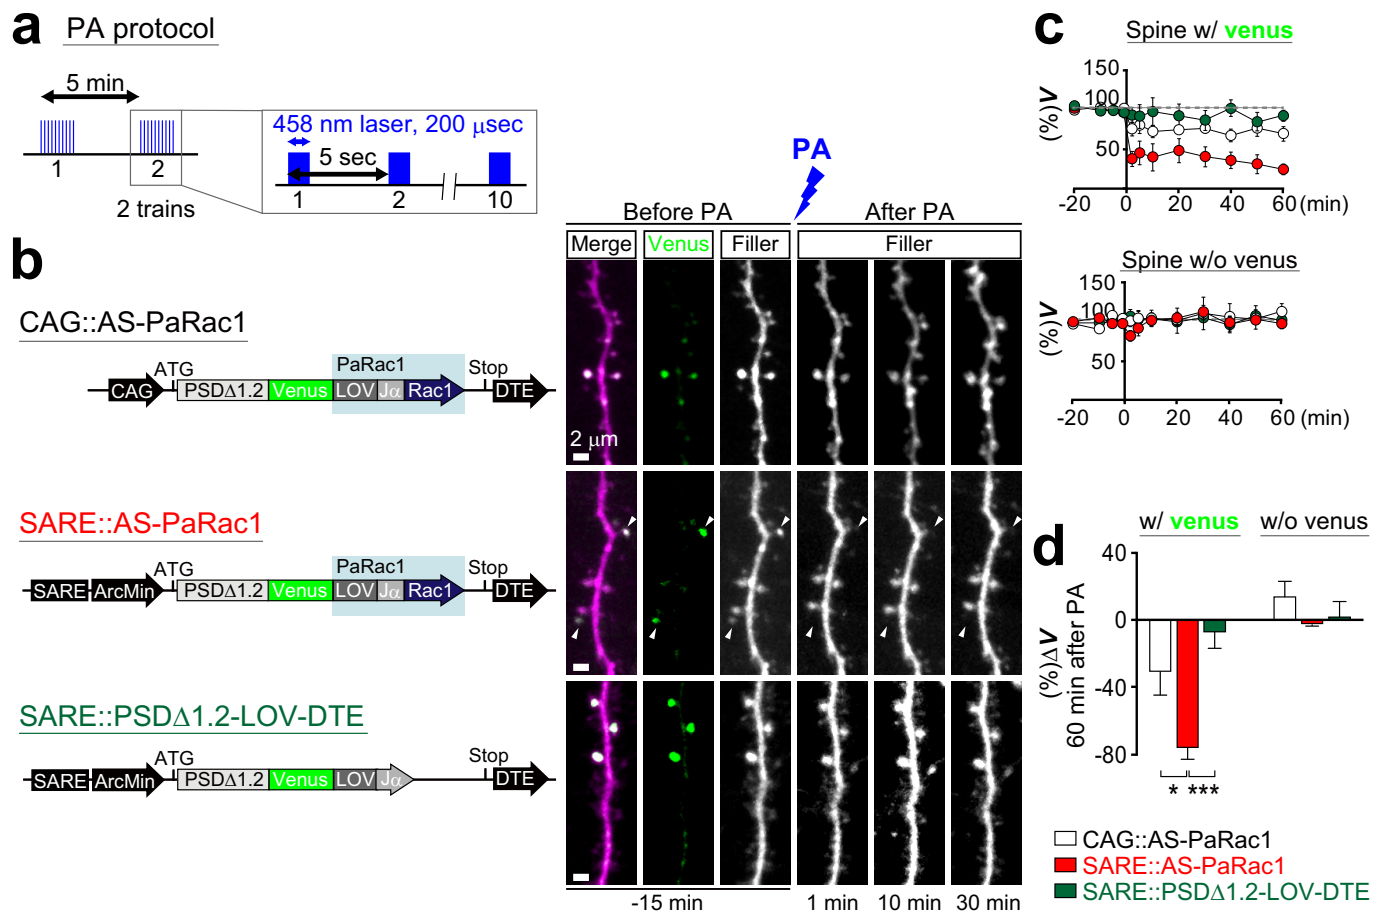 a PA protocol
5 min
1 2
2 trains
458 nm laser, 200 μsec
5 sec
1 2 10
b
CAG::AS-PaRac1
PaRac1
ATG Stop
CAG PSDΔ1.2 Venus LOV Jα Rac1 DTE
SARE::AS-PaRac1
PaRac1
ATG Stop
SARE ArcMin PSDΔ1.2 Venus LOV Jα Rac1 DTE
SARE::PSDΔ1.2-LOV-DTE
ATG Stop
SARE ArcMin PSDΔ1.2 Venus LOV Jα DTE
PA
Before PA After PA
Merge Venus Filler Filler
2 μm
-15 min 1 min 10 min 30 min
c
Spine w/ venus
150
100
50
(%)V
-20 0 20 40 60 (min)
Spine w/o venus
150
100
50
(%)V
-20 0 20 40 60 (min)
d
w/ venus w/o venus
40
0
-40
-80
(%)ΔV
60 min after PA
* ***
CAG::AS-PaRac1
SARE::AS-PaRac1
SARE::PSDΔ1.2-LOV-DTE